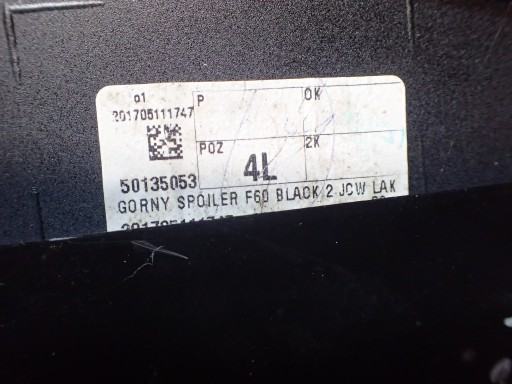 01
P
OK
201705111747
POZ
4L
2K
50135053
GORNY SPOILER F60 BLACK 2 JCW LAK